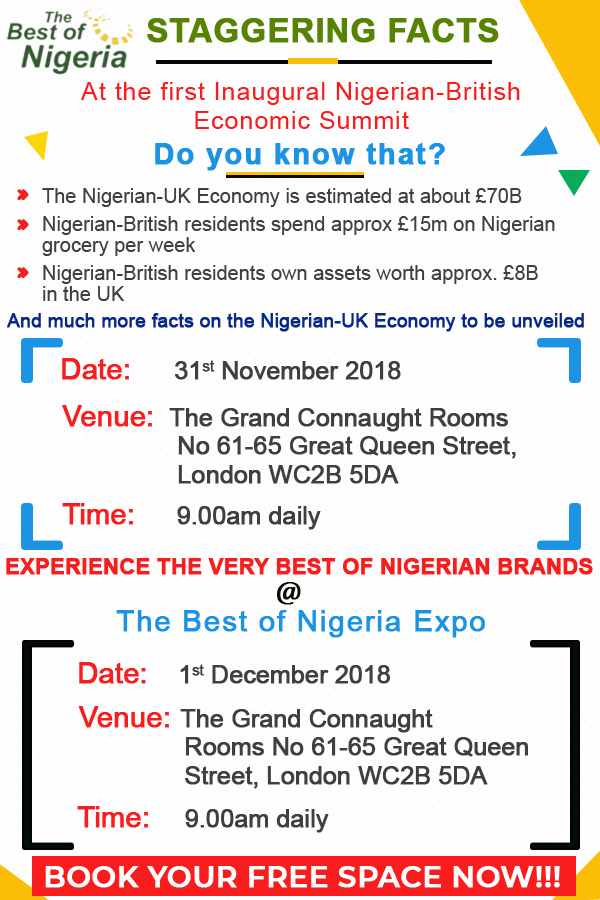 The
Best of
Nigeria
STAGGERING FACTS
At the first Inaugural Nigerian-British
Economic Summit
Do you know that?
The Nigerian-UK Economy is estimated at about £70B
Nigerian-British residents spend approx £15m on Nigerian
grocery per week
Nigerian-British residents own assets worth approx. £8B
in the UK
And much more facts on the Nigerian-UK Economy to be unveiled
Date: 31st November 2018
Venue: The Grand Connaught Rooms
No 61-65 Great Queen Street,
London WC2B 5DA
Time: 9.00am daily
EXPERIENCE THE VERY BEST OF NIGERIAN BRANDS
@
The Best of Nigeria Expo
Date: 1st December 2018
Venue: The Grand Connaught
Rooms No 61-65 Great Queen
Street, London WC2B 5DA
Time: 9.00am daily
BOOK YOUR FREE SPACE NOW!!!